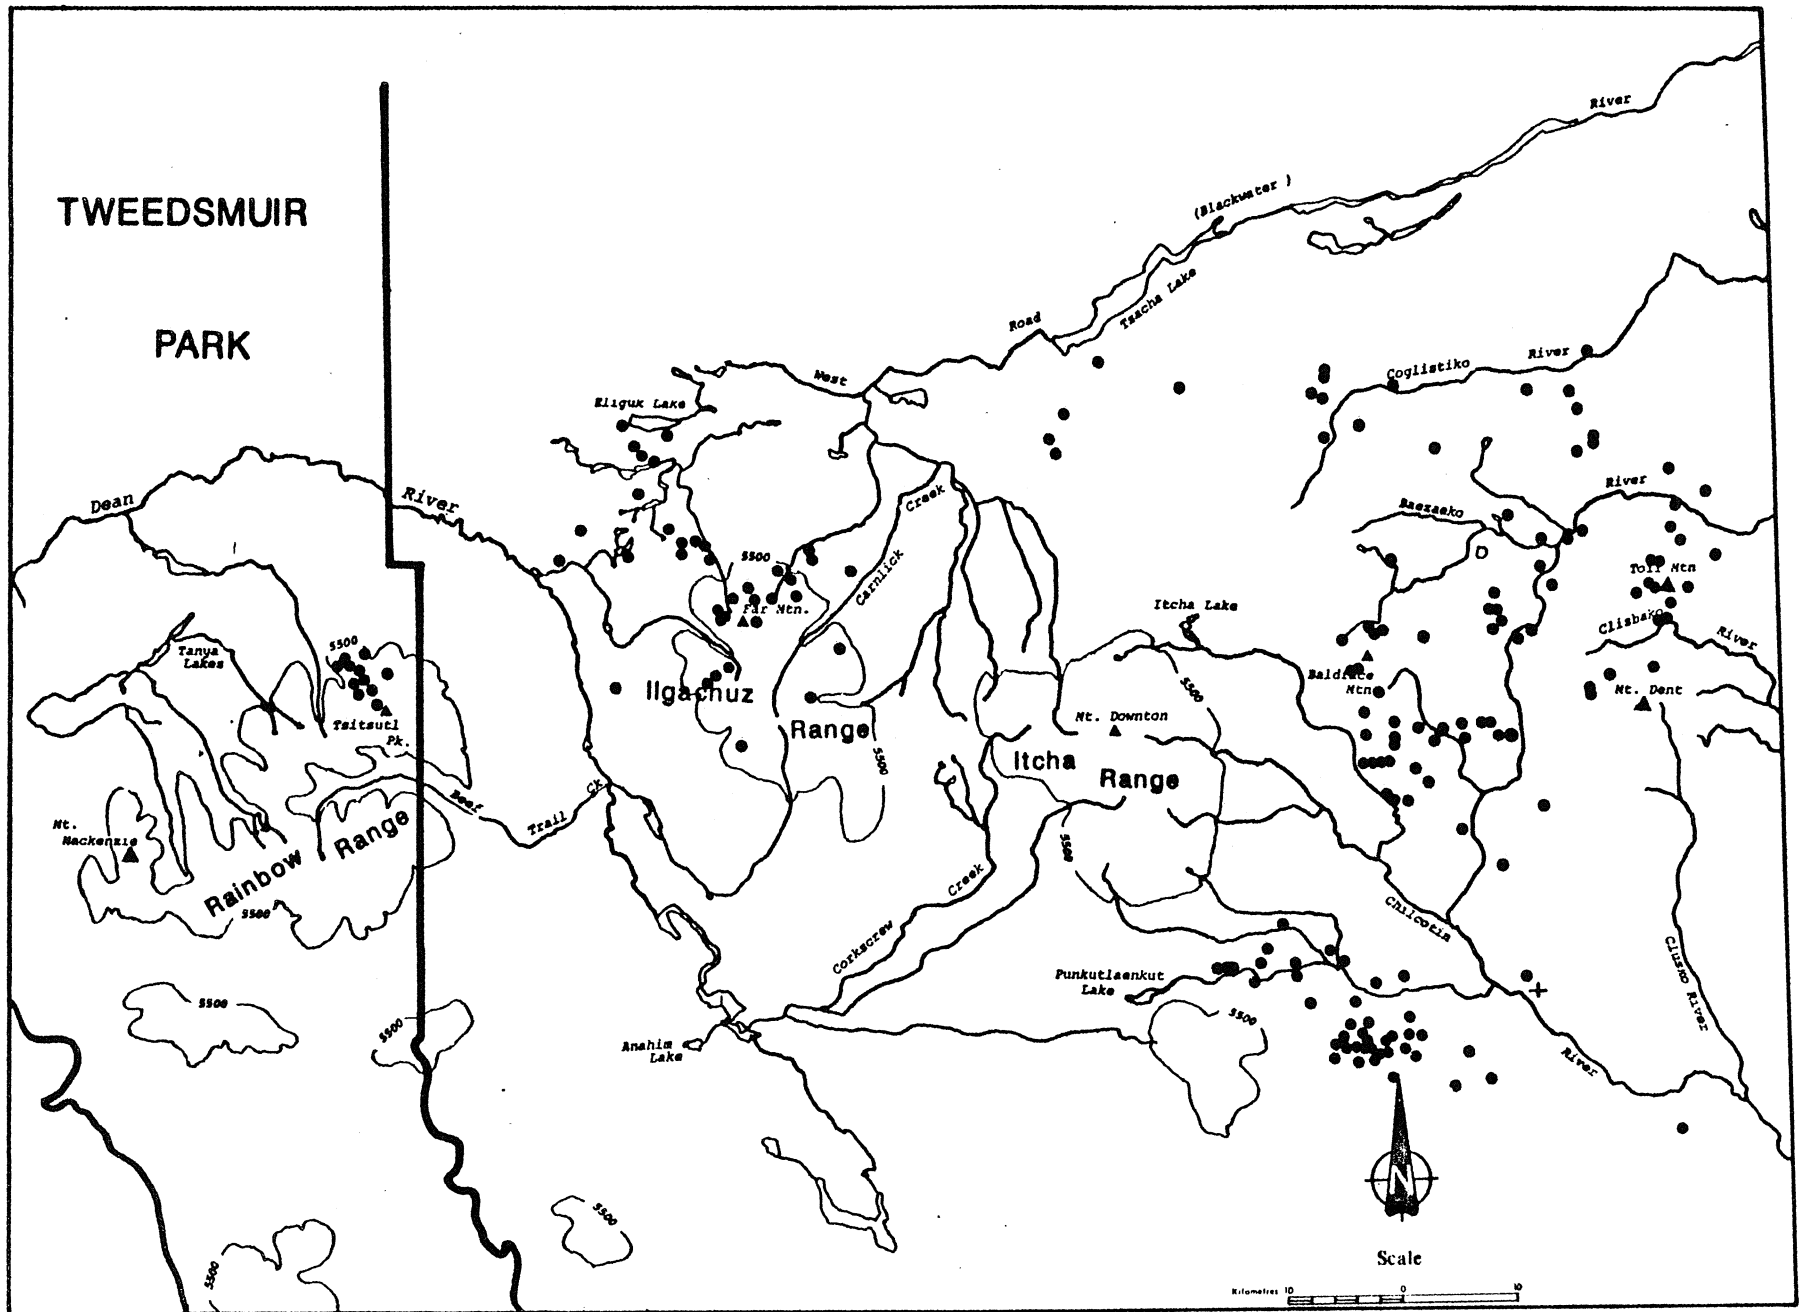 River
(Blackwater )
TWEEDSMUIR
PARK
Tsacha Lake
Road
River
West
Coglistiko
Eliguk Lake
River
Dean
River
Creek
Baezaeko
D
5500
Carnlick
Toil Mtn
Itcha Lake
Far Mtn.
Clisbako
River
5500
Tanya
Lakes
Baldface
Mtn.
5500
Ilgachuz
Mt. Dent
Tsitsutl
Pk.
Range
Mt. Downton
5500
Itcha
Range
Beef
Trail
Ck
Mt.
Mackenzie
Range
Rainbow
5500
5500
Creek
Chilcotin
Corkscrew
Punkutlaenkut
Lake
Clusko River
5500
5500
5500
Anahim
Lake
River
N
5500
5500
Scale
Kilometres 10
0
10